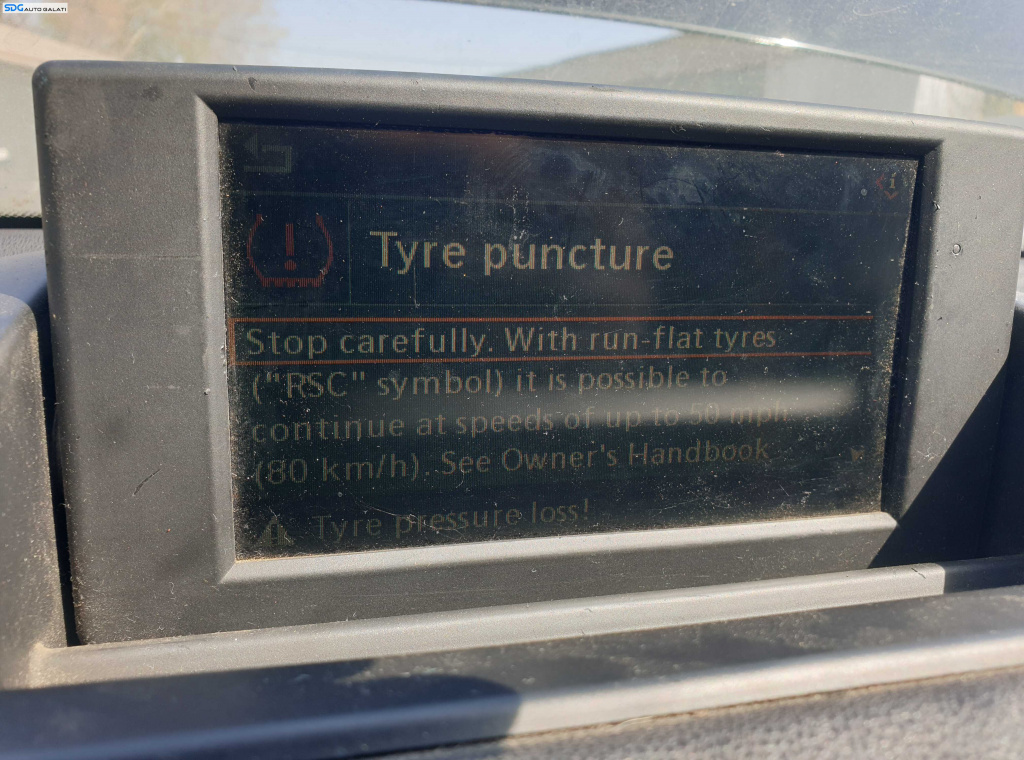 SDG AUTO GALATI
Tyre puncture
Stop carefully. With run-flat tyres
("RSC" symbol) it is possible to
continue at speeds of up to 50 mph
(80 km/h). See Owner's Handbook
Tyre pressure loss!